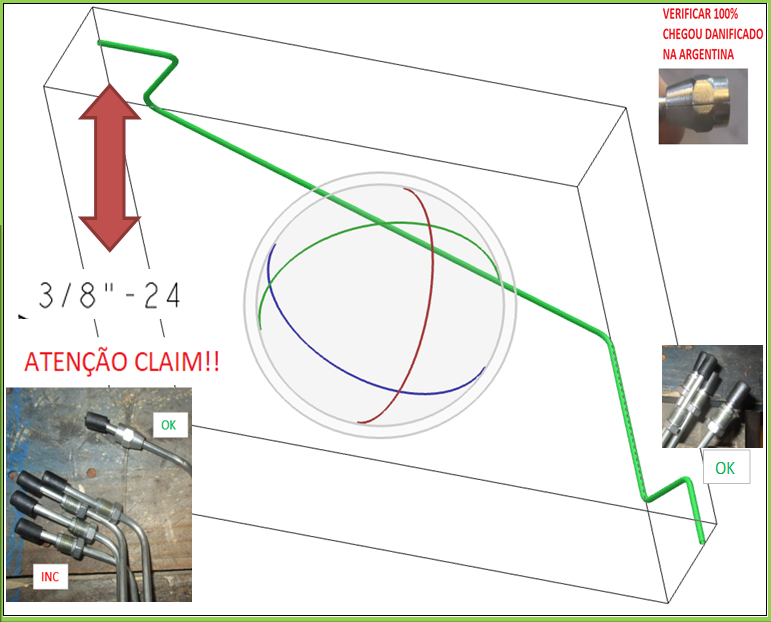 VERIFICAR 100%
CHEGOU DANIFICADO
NA ARGENTINA
3/8"-24
ATENÇÃO CLAIM!!
OK
INC
OK